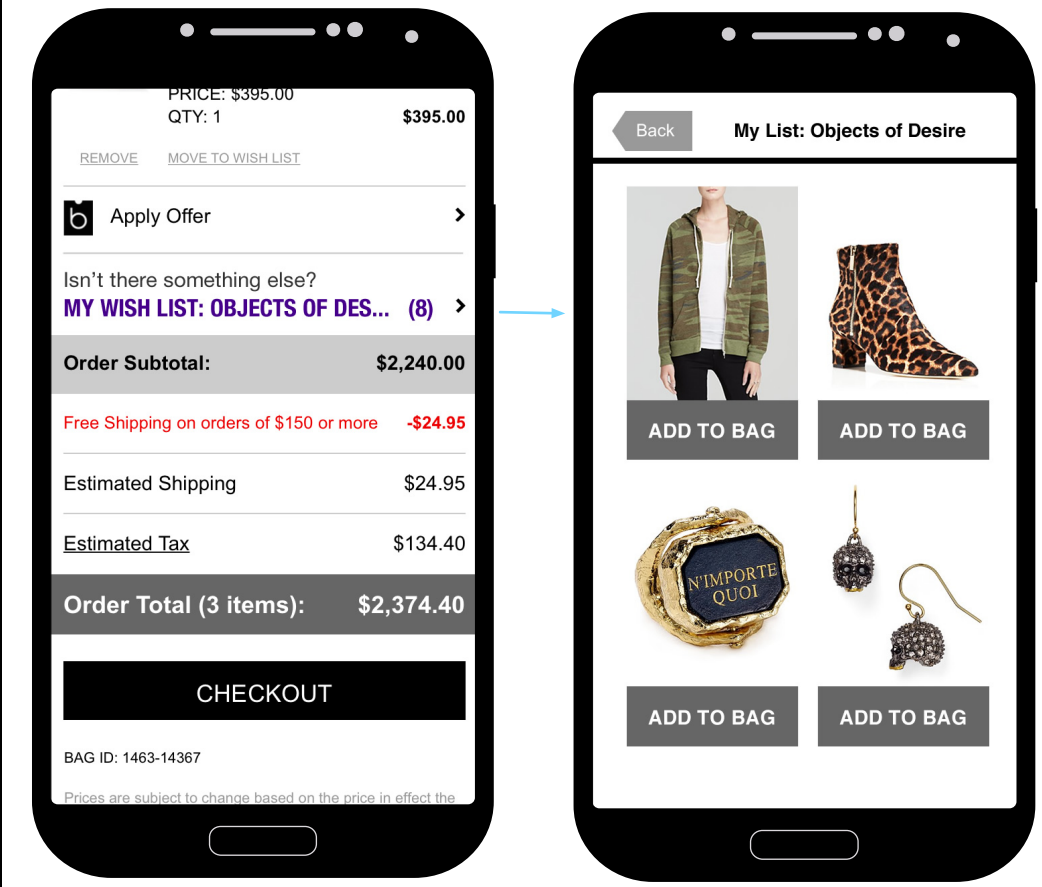 PRICE: $395.00
QTY: 1 $395.00
REMOVE MOVE TO WISH LIST
b Apply Offer
Isn't there something else?
MY WISH LIST: OBJECTS OF DES... (8)
Order Subtotal: $2,240.00
Free Shipping on orders of $150 or more -$24.95
Estimated Shipping $24.95
Estimated Tax $134.40
Order Total (3 items): $2,374.40
CHECKOUT
BAG ID: 1463-14367
Prices are subject to change based on the price in effect the
Back My List: Objects of Desire
ADD TO BAG ADD TO BAG
N'IMPORTE
QUOI
ADD TO BAG ADD TO BAG